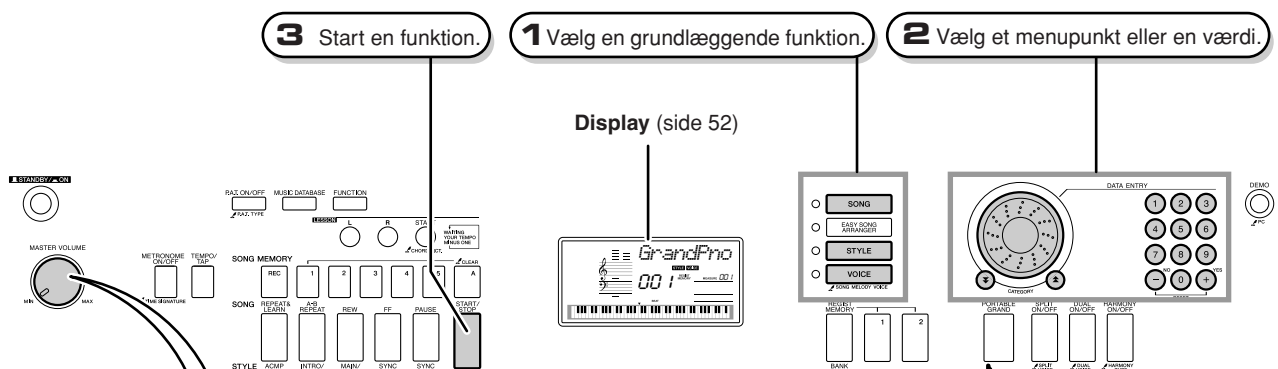 3 Start en funktion.
1 Vælg en grundlæggende funktion.
2 Vælg et menupunkt eller en værdi.
Display (side 52)
STANDBY/ ON
MASTER VOLUME
MIN
MAX
METRONOME ON/OFF
TIME SIGNATURE
TEMPO/ TAP
P.A.T. ON/OFF
P.A.T. TYPE
MUSIC DATABASE
FUNCTION
LESSON
L
R
WAITING
YOUR TEMPO
MINUS ONE
SONG MEMORY
REC
1
2
3
4
5
A
CLEAR
SONG
REPEAT& LEARN
A-B REPEAT
REW
FF
PAUSE
START/ STOP
STYLE
ACMP
INTRO/
MAIN/
SYNC
SYNC
GrandPno
001
MEASURE 001
SONG
EASY SONG ARRANGER
STYLE
VOICE
SONG MELODY VOICE
REGIST MEMORY
1
2
BANK
DATA ENTRY
CATEGORY
1 2 3
4 5 6
7 8 9
- NO 0 + YES
DEMO
PC
PORTABLE GRAND
SPLIT ON/OFF
DUAL ON/OFF
HARMONY ON/OFF
SPLIT
DUAL
HARMONY